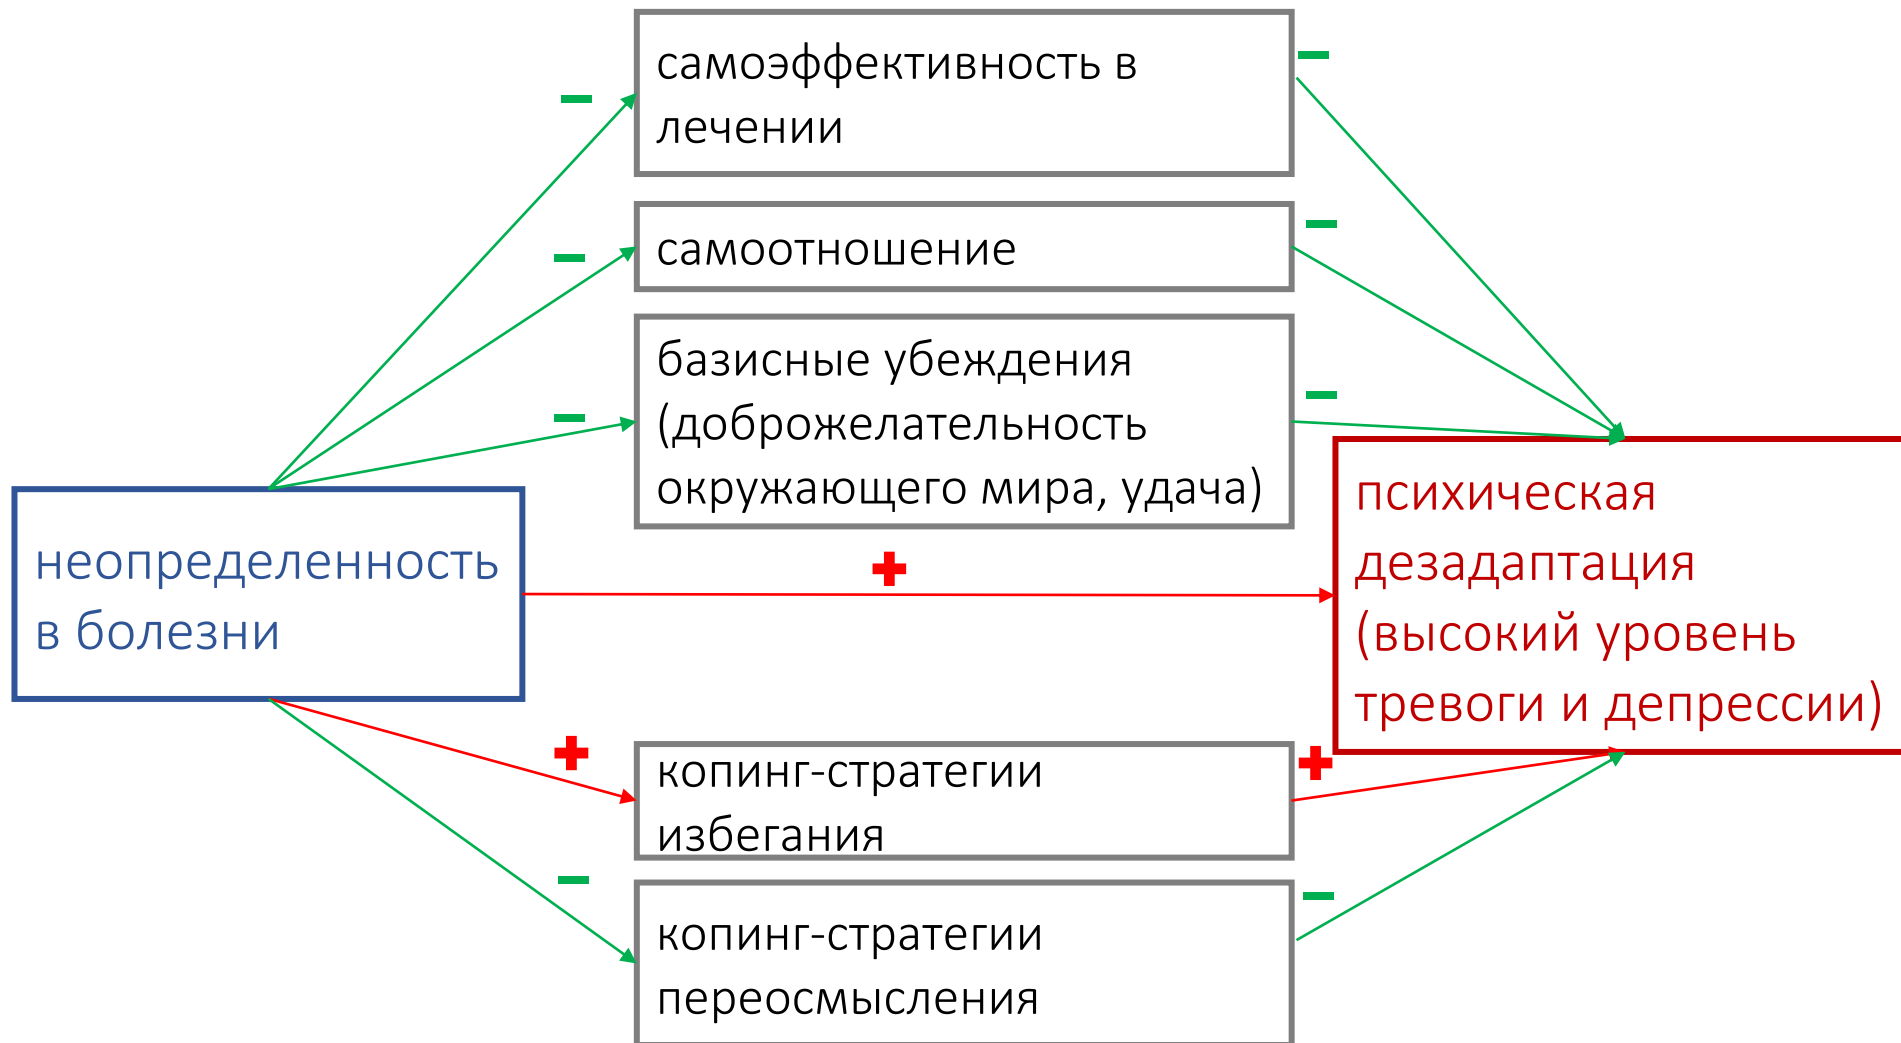 самоэффективность в
лечении
самоотношение
базисные убеждения
(доброжелательность
окружающего мира, удача)
неопределенность
в болезни
психическая
дезадаптация
(высокий уровень
тревоги и депрессии)
копинг-стратегии
избегания
копинг-стратегии
переосмысления